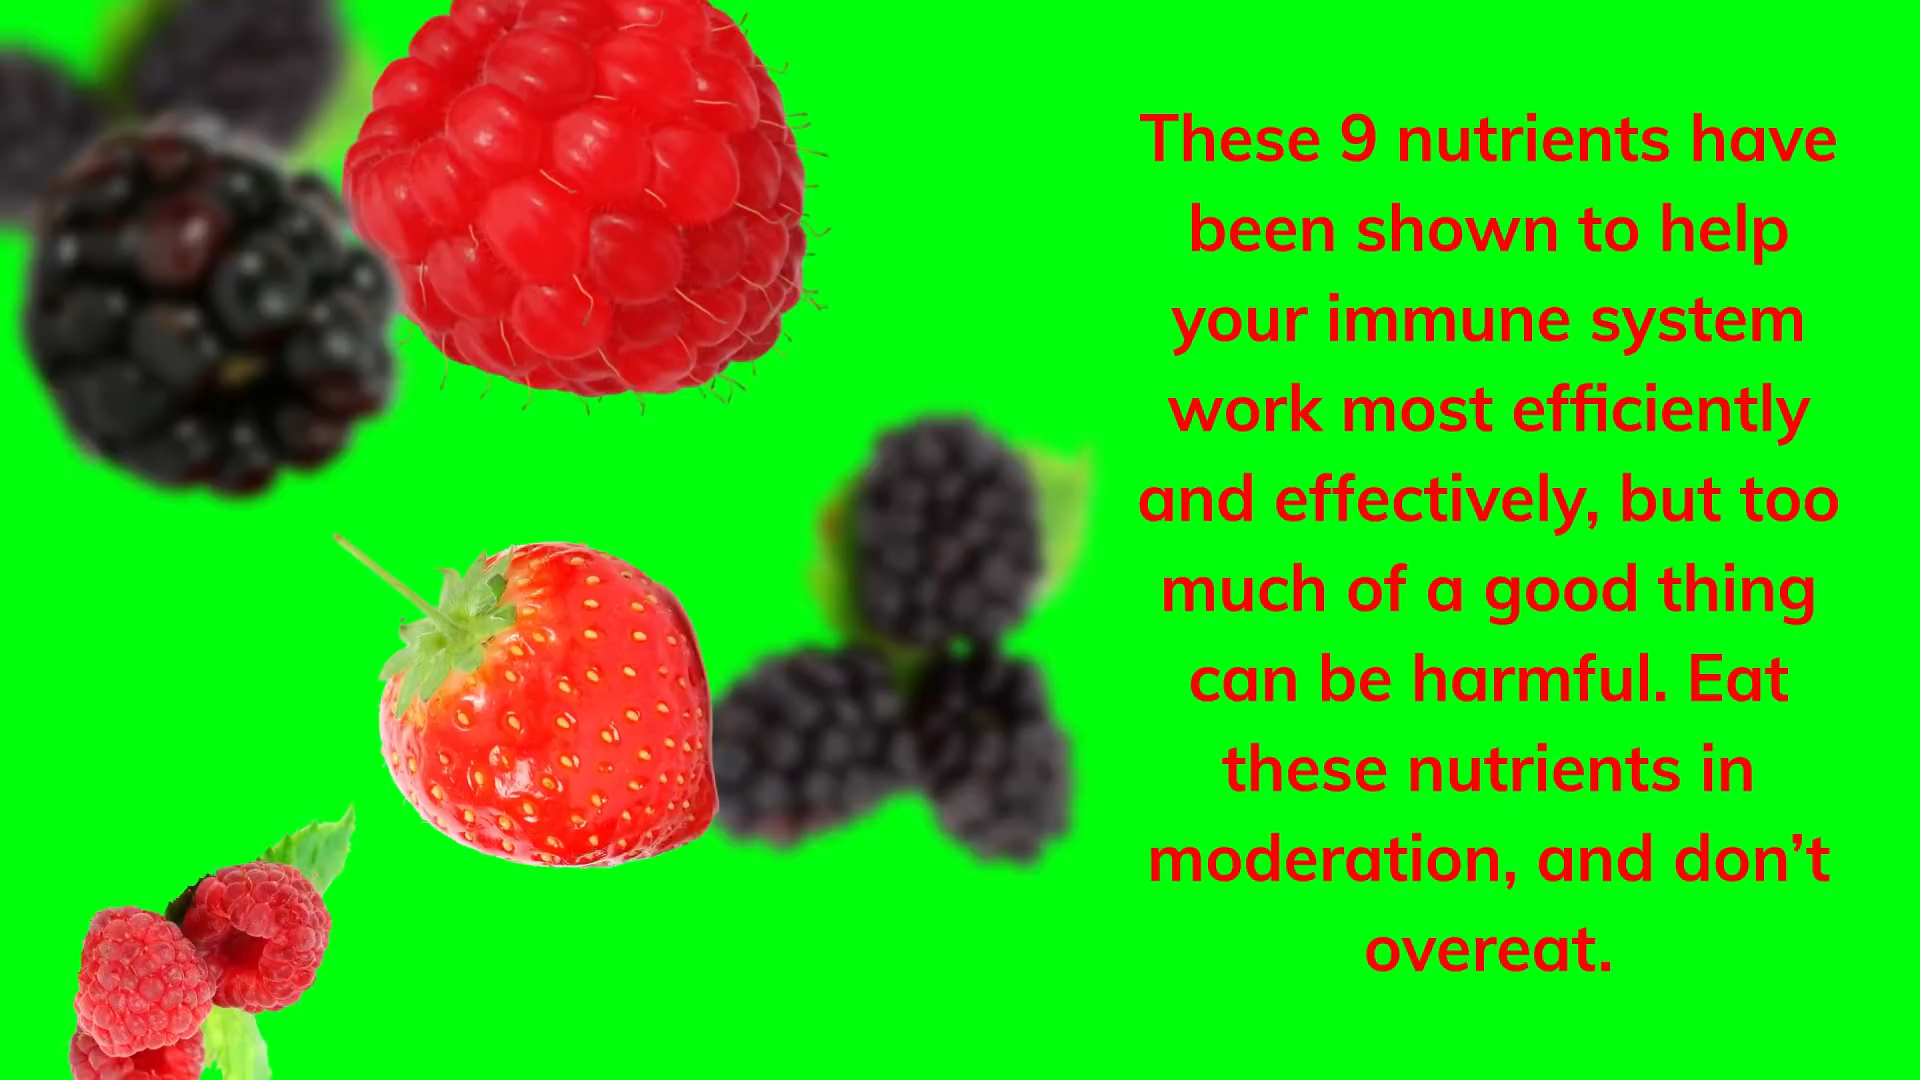 These 9 nutrients have
been shown to help
your immune system
work most efficiently
and effectively, but too
much of a good thing
can be harmful. Eat
these nutrients in
moderation, and don’t
overeat.